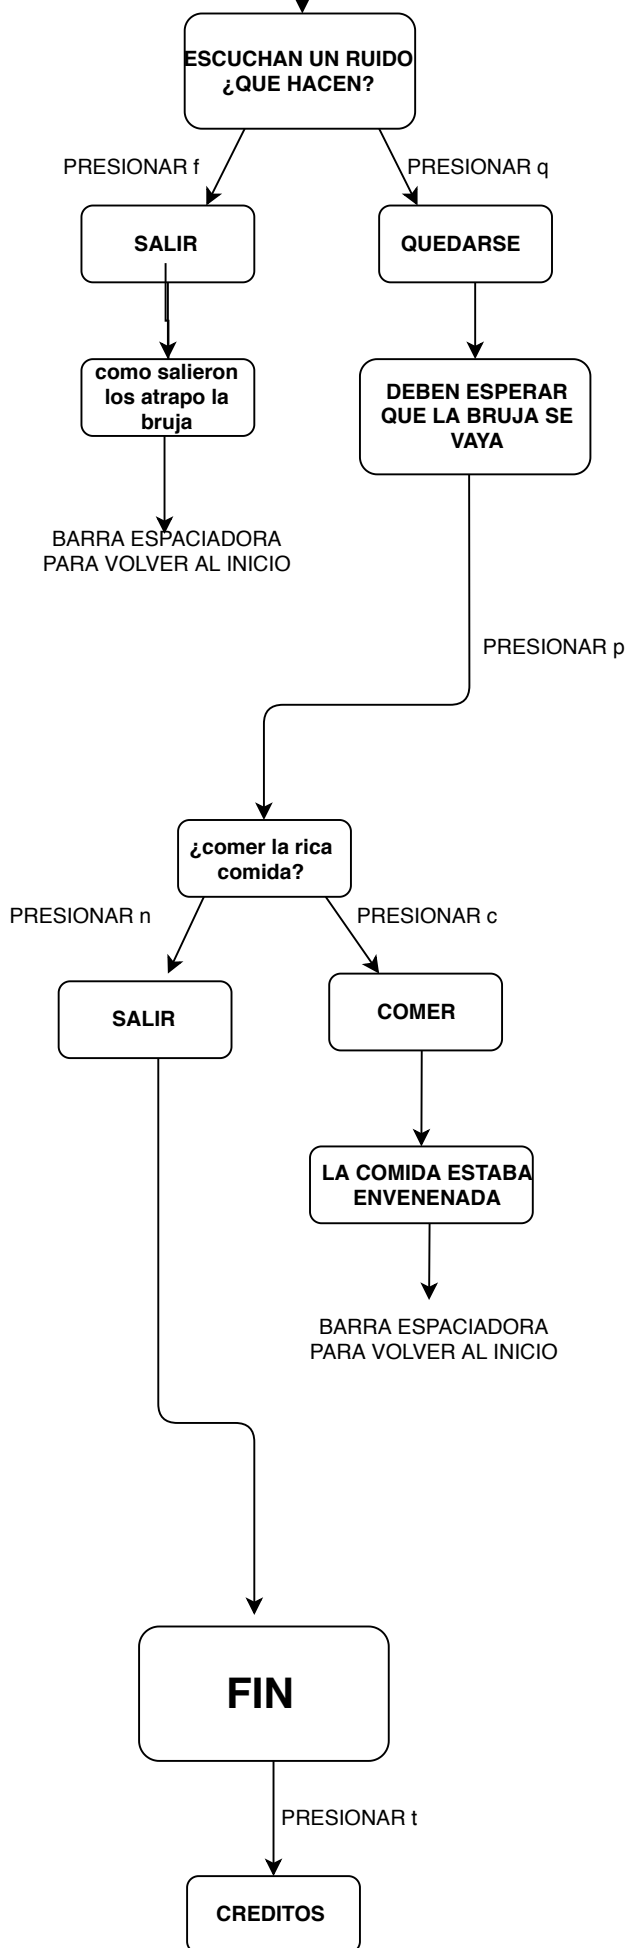 ESCUCHAN UN RUIDO
¿QUE HACEN?
PRESIONAR f
PRESIONAR q
SALIR
QUEDARSE
como salieron
los atrapo la
bruja
DEBEN ESPERAR
QUE LA BRUJA SE
VAYA
BARRA ESPACIADORA
PARA VOLVER AL INICIO
PRESIONAR p
¿comer la rica
comida?
PRESIONAR n
PRESIONAR c
SALIR
COMER
LA COMIDA ESTABA
ENVENENADA
BARRA ESPACIADORA
PARA VOLVER AL INICIO
FIN
PRESIONAR t
CREDITOS